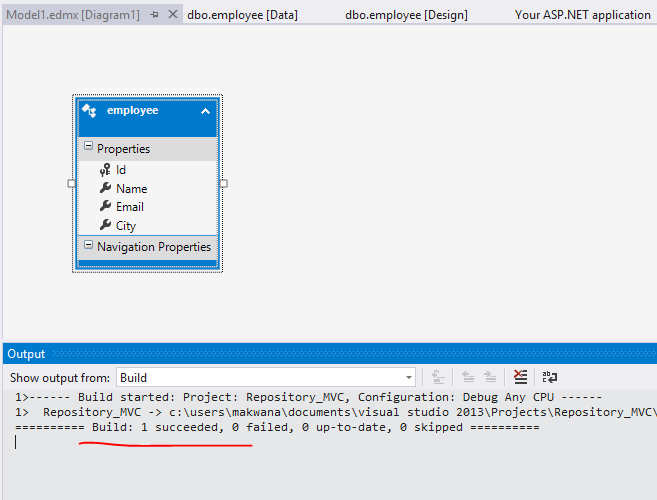 Model1.edmx [Diagram1] dbo.employee [Data] dbo.employee [Design] Your ASP.NET application
employee
Properties
Id
Name
Email
City
Navigation Properties
Output
Show output from: Build
1>------ Build started: Project: Repository_MVC, Configuration: Debug Any CPU ------
1>  Repository_MVC -> c:\users\makwana\documents\visual studio 2013\Projects\Repository_MVC\
========== Build: 1 succeeded, 0 failed, 0 up-to-date, 0 skipped ==========